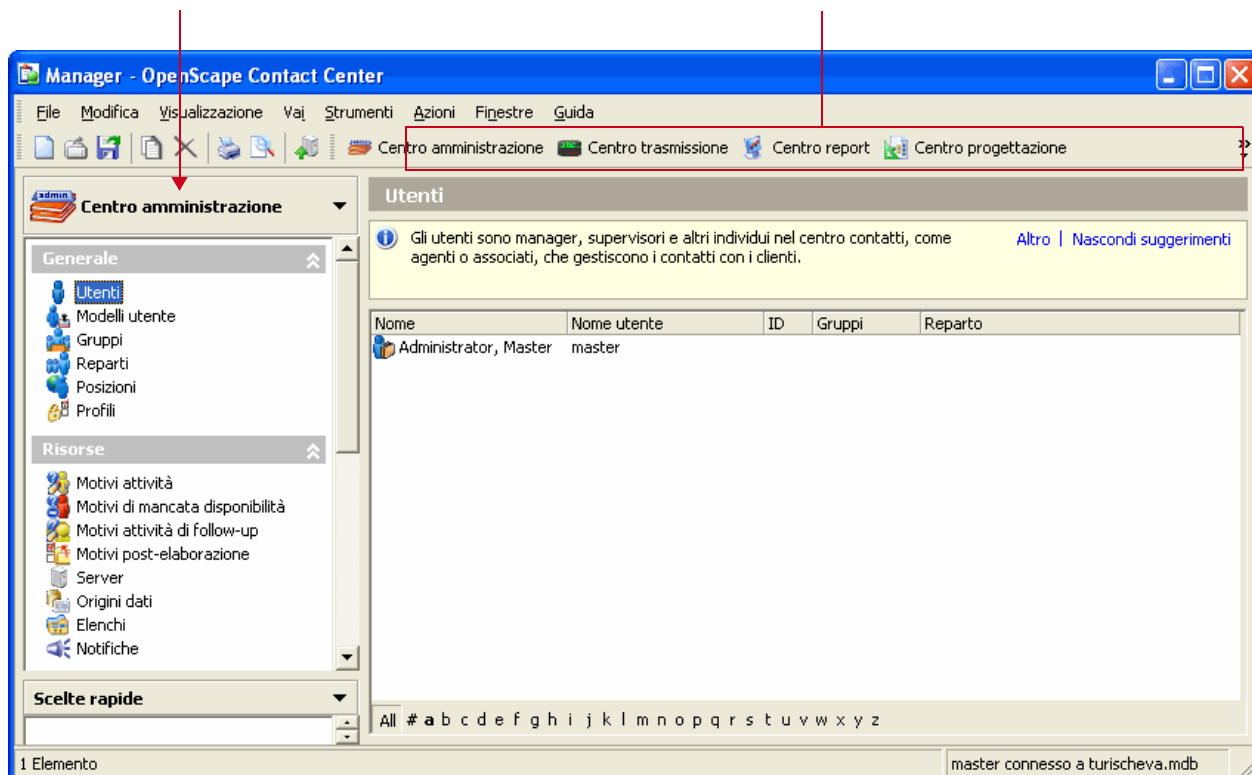 Manager - OpenScape Contact Center
File Modifica Visualizzazione Vai Strumenti Azioni Finestre Guida
Centro amministrazione Centro trasmissione Centro report Centro progettazione »
admin
Centro amministrazione
Generale
Utenti
Modelli utente
Gruppi
Reparti
Posizioni
Profili
Risorse
Motivi attività
Motivi di mancata disponibilità
Motivi attività di follow-up
Motivi post-elaborazione
Server
Origini dati
Elenchi
Notifiche
Scelte rapide
Utenti
Gli utenti sono manager, supervisori e altri individui nel centro contatti, come
agenti o associati, che gestiscono i contatti con i clienti.
Altro | Nascondi suggerimenti
Nome Nome utente ID Gruppi Reparto
Administrator, Master master
All # a b c d e f g h i j k l m n o p q r s t u v w x y z
1 Elemento
master connesso a turischeva.mdb